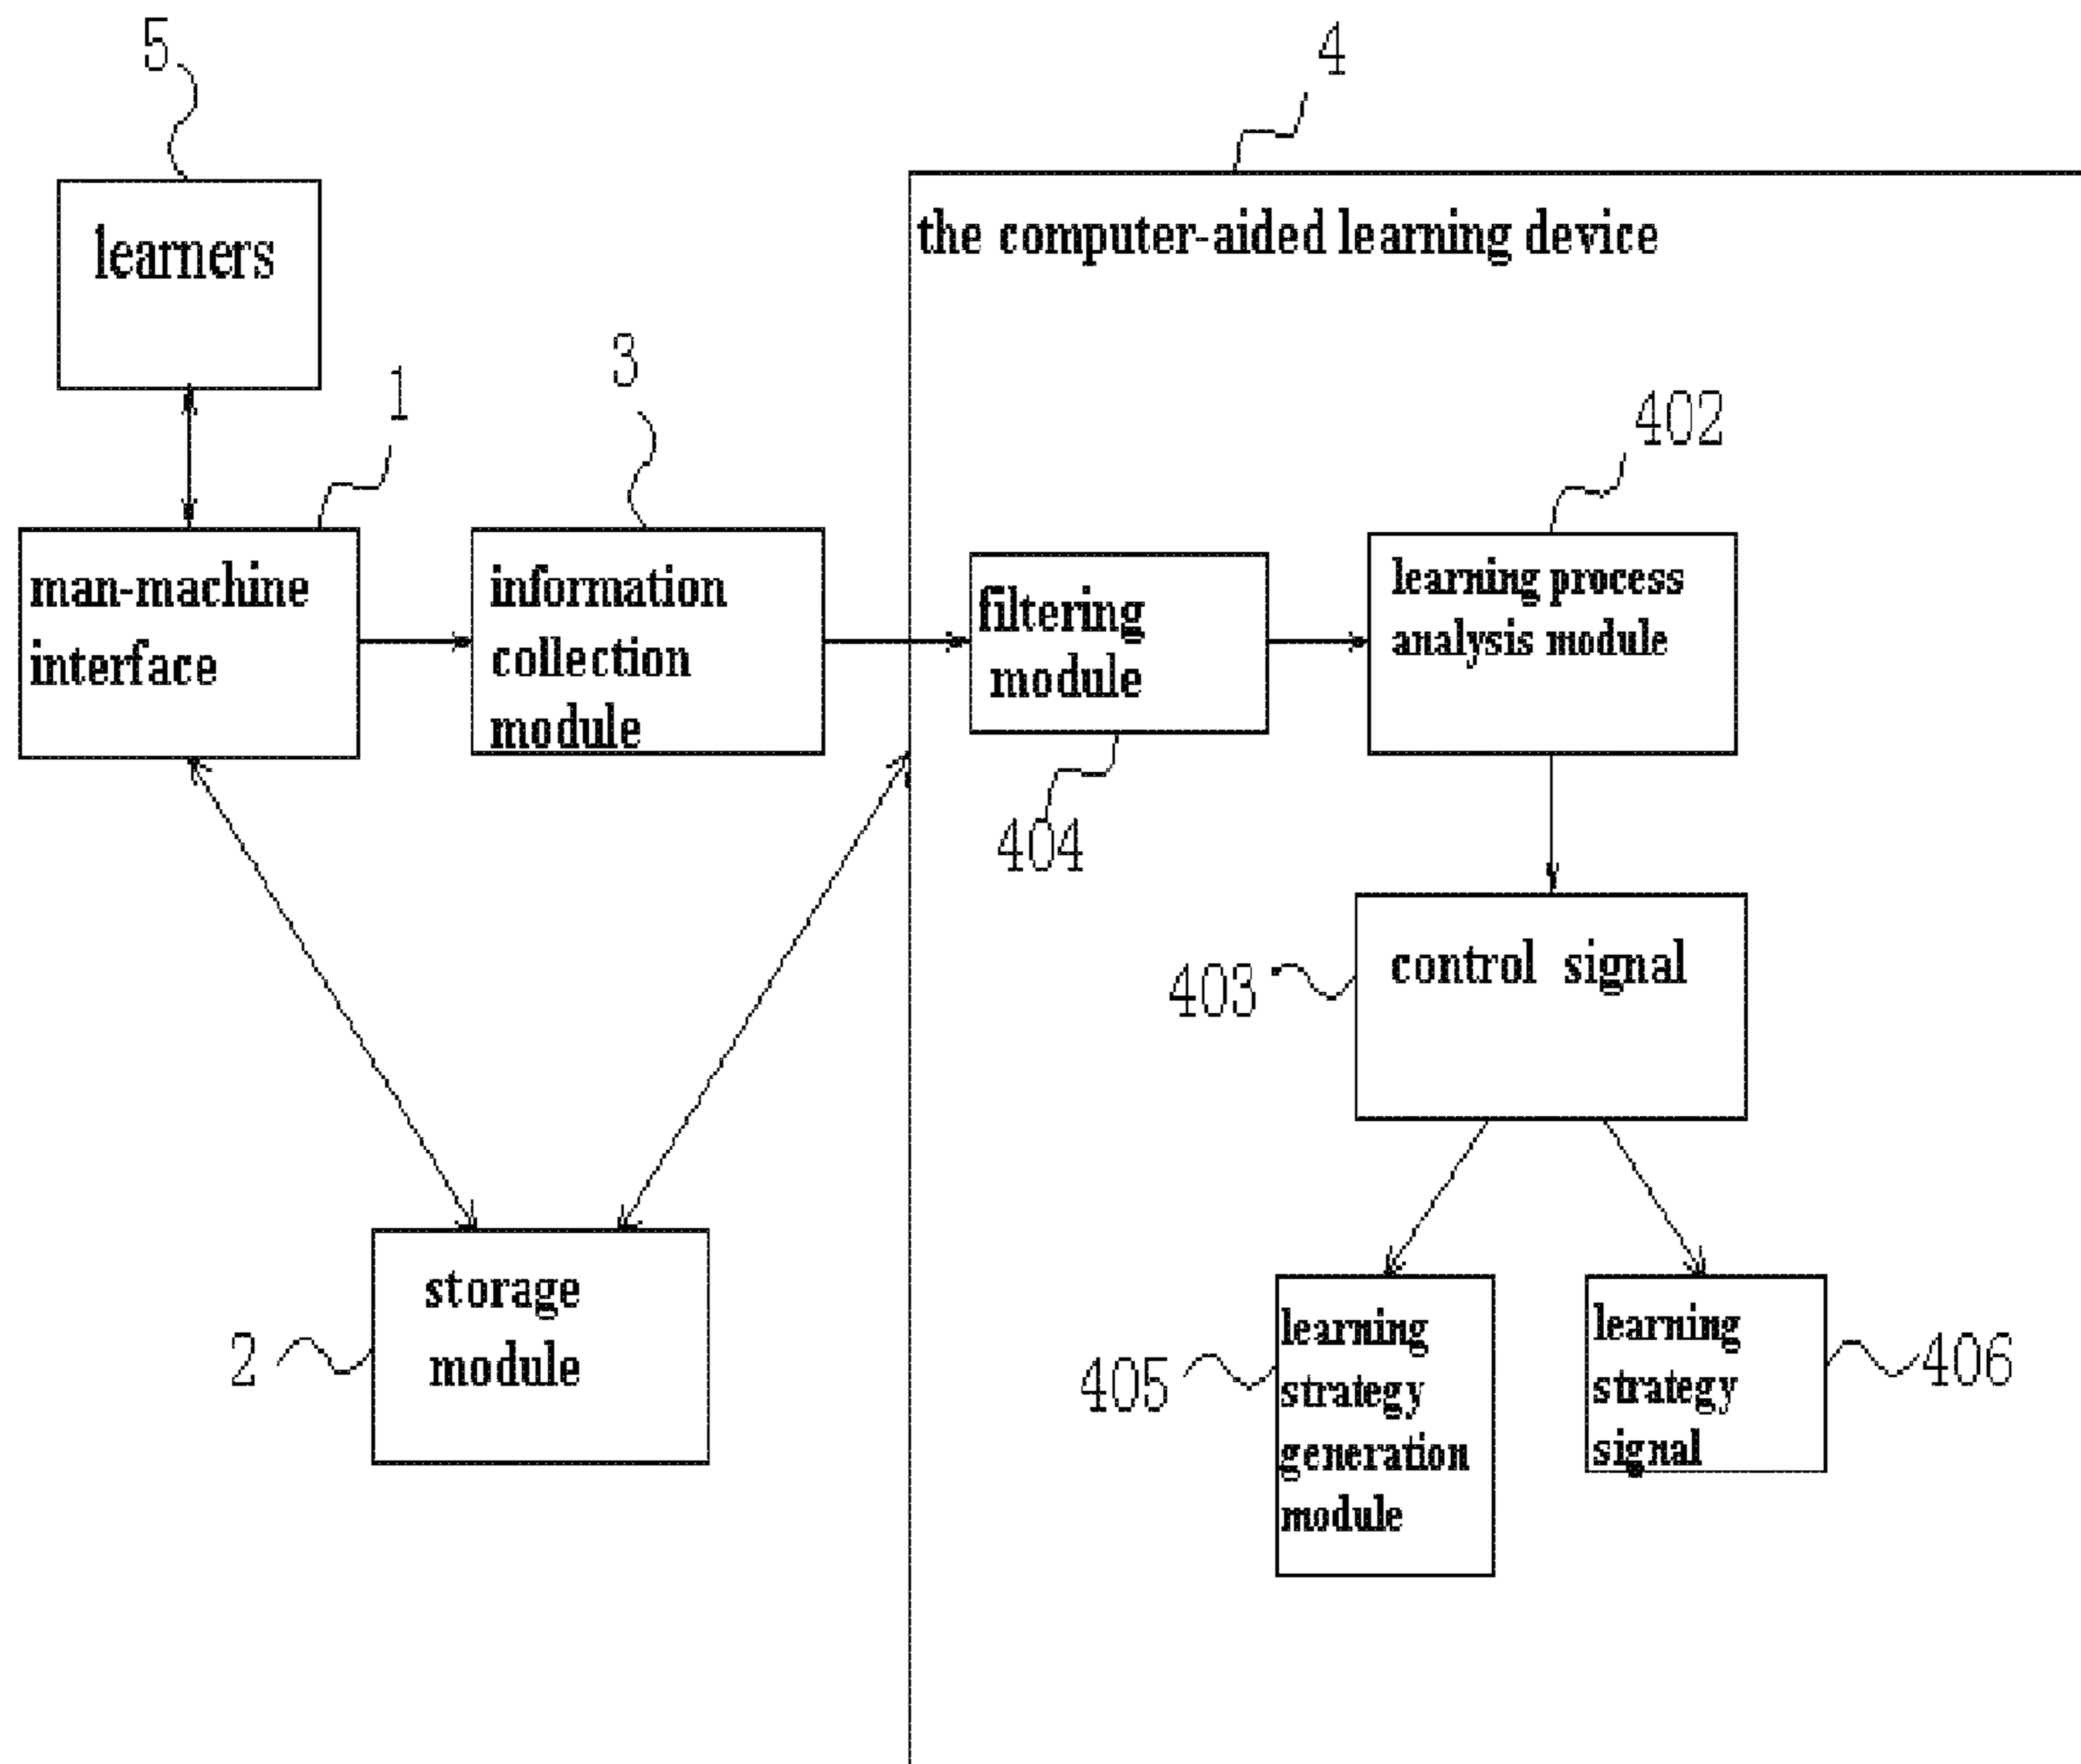 5
4
learners
the computer-aided learning device
3
1
402
man-machine
interface
information
collection
module
filtering
module
learning process
analysis module
404
control signal
403
storage
module
2
learning
strategy
generation
module
405
learning
strategy
signal
406